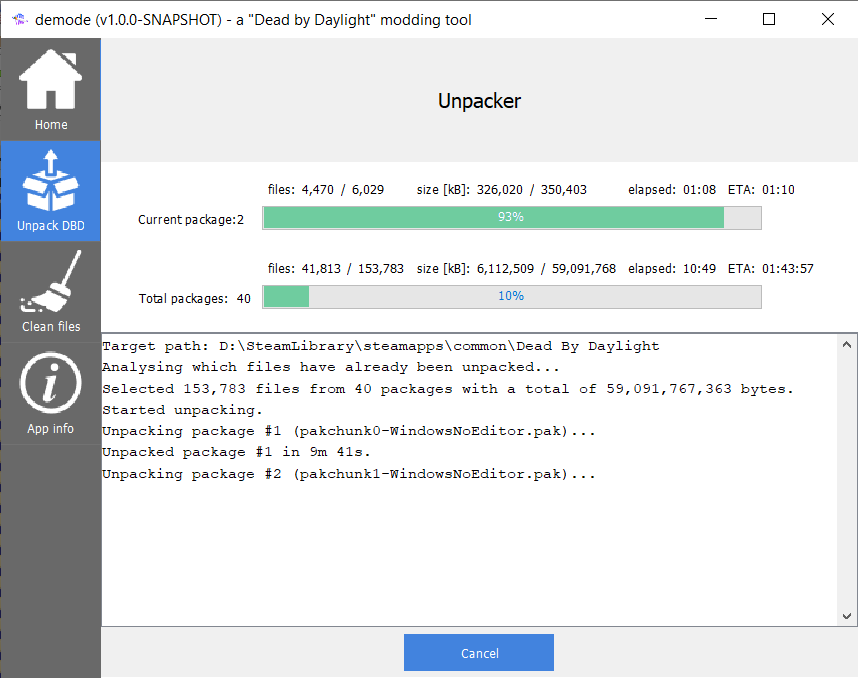 demode (v1.0.0-SNAPSHOT) - a "Dead by Daylight" modding tool
Home
Unpack DBD
Clean files
App info
Unpacker
files: 4,470 / 6,029 size [kB]: 326,020 / 350,403 elapsed: 01:08 ETA: 01:10
Current package:2 93%
files: 41,813 / 153,783 size [kB]: 6,112,509 / 59,091,768 elapsed: 10:49 ETA: 01:43:57
Total packages: 40 10%
Target path: D:\SteamLibrary\steamapps\common\Dead By Daylight
Analysing which files have already been unpacked...
Selected 153,783 files from 40 packages with a total of 59,091,767,363 bytes.
Started unpacking.
Unpacking package #1 (pakchunk0-WindowsNoEditor.pak)...
Unpacked package #1 in 9m 41s.
Unpacking package #2 (pakchunk1-WindowsNoEditor.pak)...
Cancel